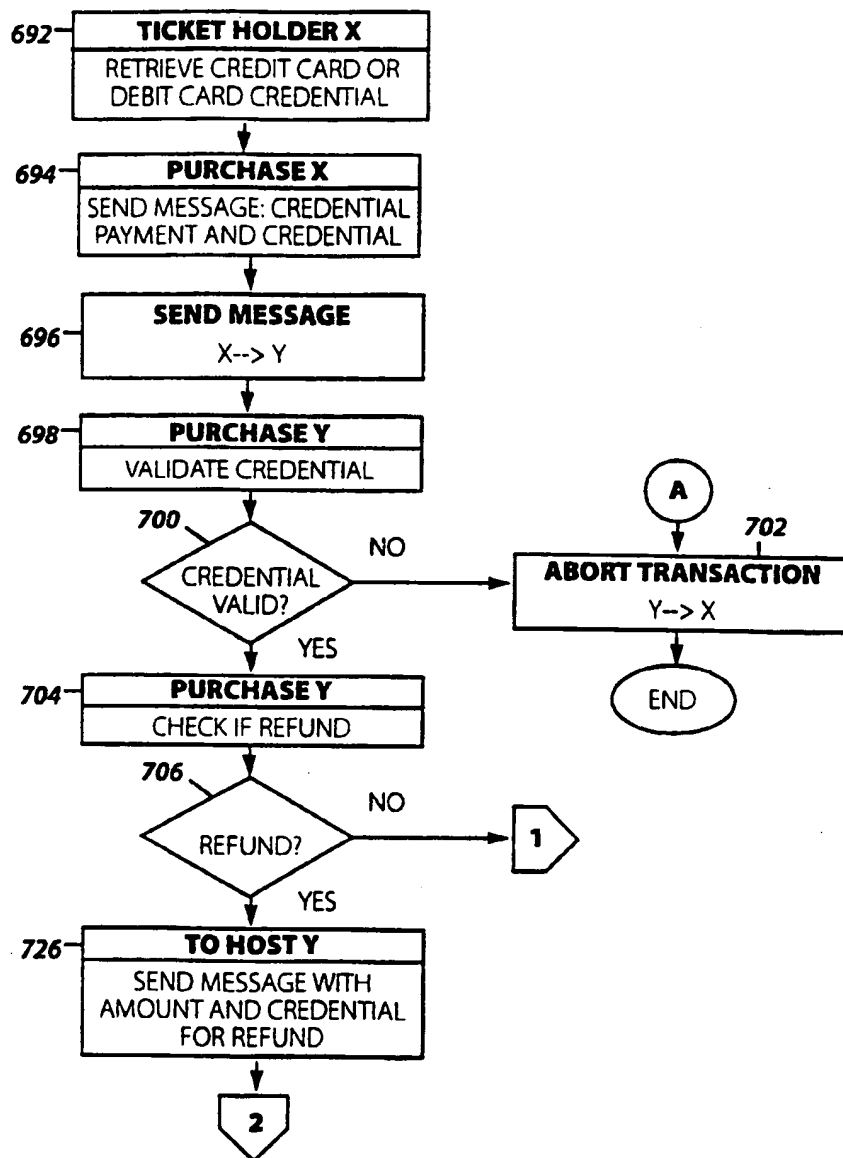 692
TICKET HOLDER X
RETRIEVE CREDIT CARD OR
DEBIT CARD CREDENTIAL
694
PURCHASE X
SEND MESSAGE: CREDENTIAL
PAYMENT AND CREDENTIAL
696
SEND MESSAGE
X--> Y
698
PURCHASE Y
VALIDATE CREDENTIAL
700
CREDENTIAL
VALID?
NO
YES
A
702
ABORT TRANSACTION
Y--> X
END
704
PURCHASE Y
CHECK IF REFUND
706
REFUND?
NO
1
YES
726
TO HOST Y
SEND MESSAGE WITH
AMOUNT AND CREDENTIAL
FOR REFUND
2